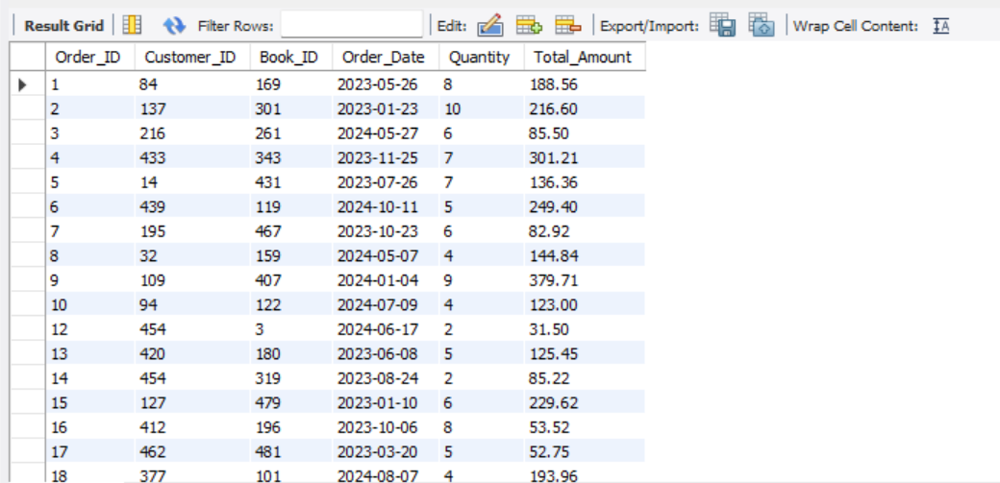 Result Grid Filter Rows: Edit: Export/Import: Wrap Cell Content: IA
Order_ID Customer_ID Book_ID Order_Date Quantity Total_Amount
1 84 169 2023-05-26 8 188.56
2 137 301 2023-01-23 10 216.60
3 216 261 2024-05-27 6 85.50
4 433 343 2023-11-25 7 301.21
5 14 431 2023-07-26 7 136.36
6 439 119 2024-10-11 5 249.40
7 195 467 2023-10-23 6 82.92
8 32 159 2024-05-07 4 144.84
9 109 407 2024-01-04 9 379.71
10 94 122 2024-07-09 4 123.00
12 454 3 2024-06-17 2 31.50
13 420 180 2023-06-08 5 125.45
14 454 319 2023-08-24 2 85.22
15 127 479 2023-01-10 6 229.62
16 412 196 2023-10-06 8 53.52
17 462 481 2023-03-20 5 52.75
18 377 101 2024-08-07 4 193.96